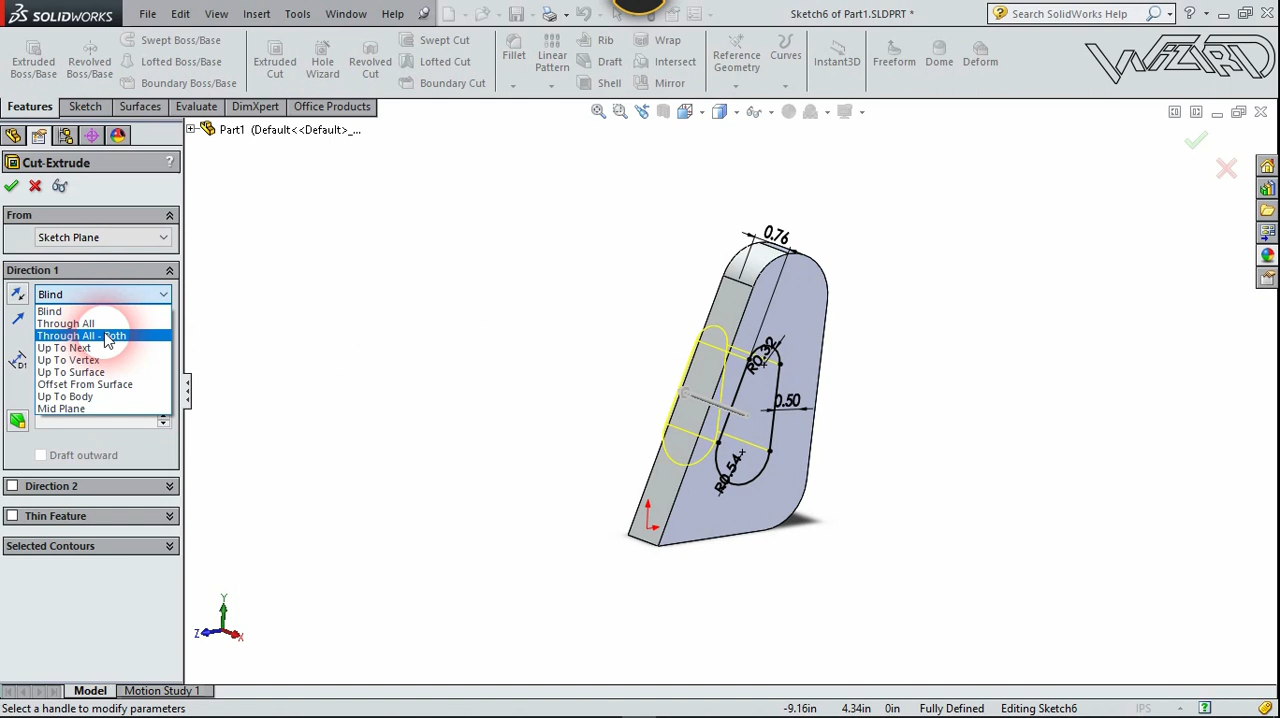 SOLIDWORKS File Edit View Insert Tools Window Help Sketch6 of Part1.SLDPRT * Search SolidWorks Help
Extruded Boss/Base
Revolved Boss/Base
Swept Boss/Base
Lofted Boss/Base
Boundary Boss/Base
Extruded Cut
Hole Wizard
Revolved Cut
Swept Cut
Lofted Cut
Boundary Cut
Fillet
Linear Pattern
Rib
Draft
Shell
Wrap
Intersect
Mirror
Reference Geometry
Curves
Instant3D
Freeform
Dome
Deform
WIZARD
Features Sketch Surfaces Evaluate DimXpert Office Products
Part1 (Default<<Default>_...
Cut-Extrude ?
From
Sketch Plane
Direction 1
Blind
Blind
Through All
Through All - Both
Up To Next
Up To Vertex
Up To Surface
Offset From Surface
Up To Body
Mid Plane
Draft outward
Direction 2
Thin Feature
Selected Contours
0.76
R0.32
0.50
R0.54
Y
Z
X
Model Motion Study 1
Select a handle to modify parameters -9.16in 4.34in 0in Fully Defined Editing Sketch6 IPS